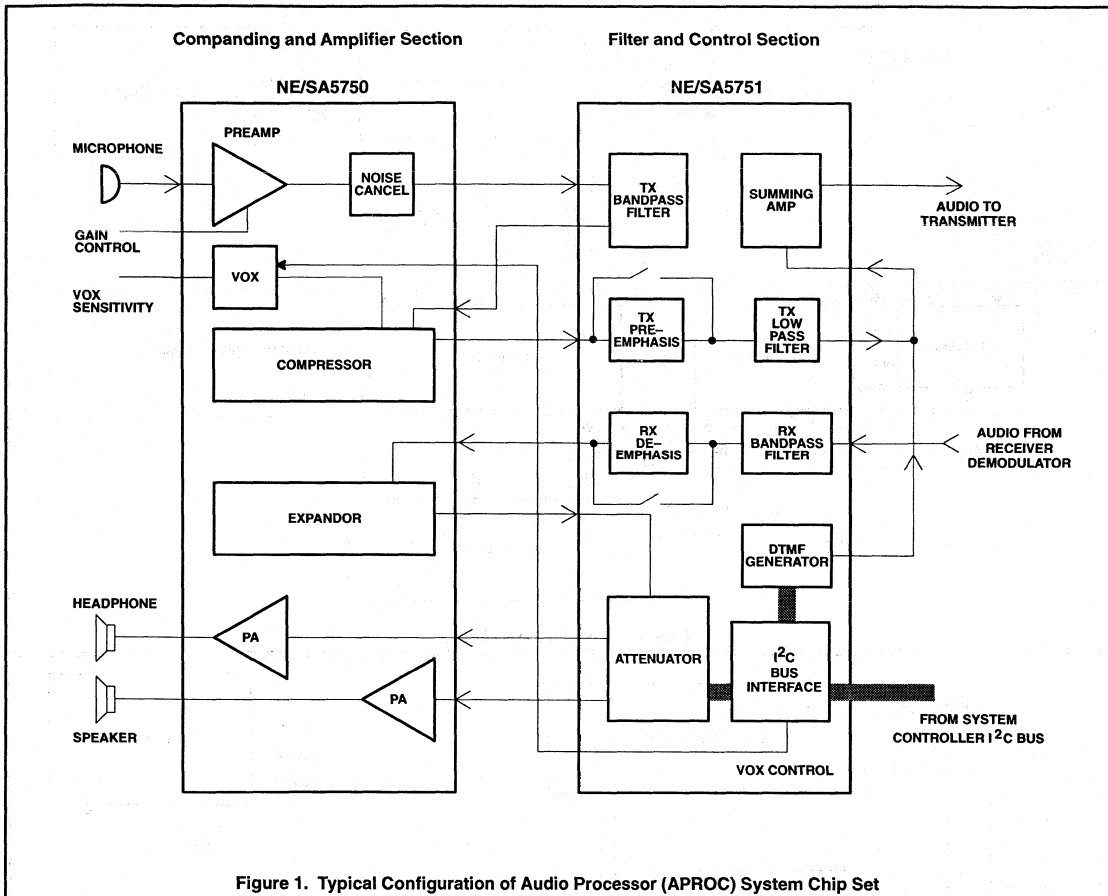 Companding and Amplifier Section
Filter and Control Section
NE/SA5750
NE/SA5751
MICROPHONE
PREAMP
NOISE
CANCEL
GAIN
CONTROL
VOX
SENSITIVITY
VOX
COMPRESSOR
EXPANDOR
HEADPHONE
PA
SPEAKER
PA
TX
BANDPASS
FILTER
SUMMING
AMP
AUDIO TO
TRANSMITTER
TX
PRE–
EMPHASIS
TX
LOW
PASS
FILTER
RX
DE–
EMPHASIS
RX
BANDPASS
FILTER
AUDIO FROM
RECEIVER
DEMODULATOR
DTMF
GENERATOR
ATTENUATOR
I²C
BUS
INTERFACE
FROM SYSTEM
CONTROLLER I²C BUS
VOX CONTROL
Figure 1. Typical Configuration of Audio Processor (APROC) System Chip Set